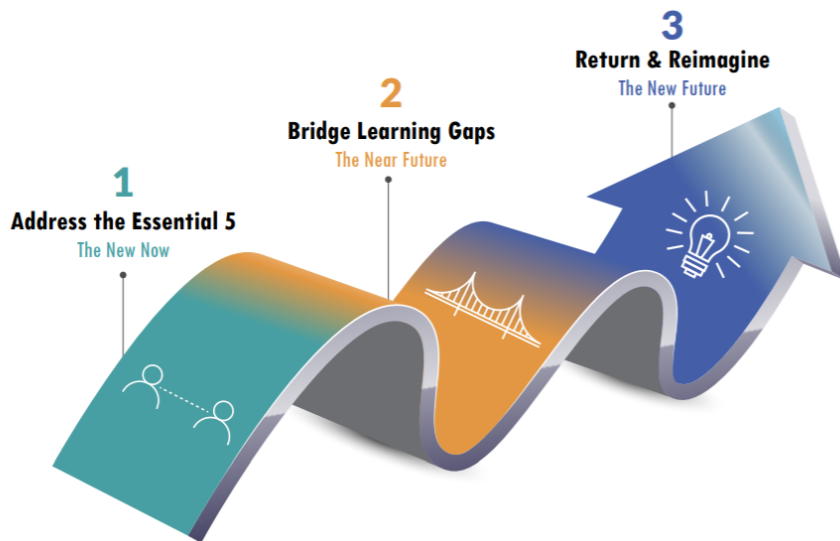 1
Address the Essential 5
The New Now
2
Bridge Learning Gaps
The Near Future
3
Return & Reimagine
The New Future